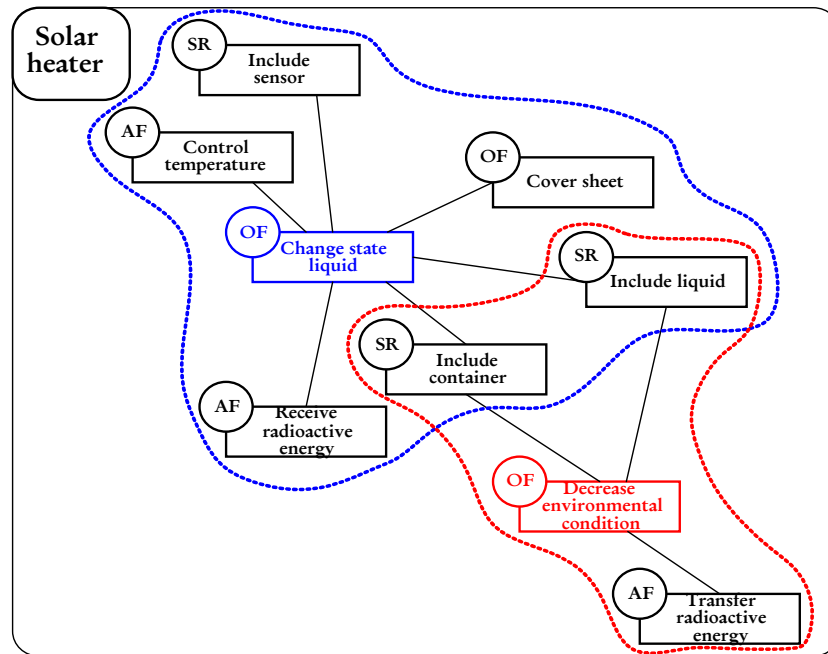 Solar
heater
SR
Include
sensor
AF
Control
temperature
OF
Cover sheet
OF
Change state
liquid
SR
Include liquid
SR
Include
container
AF
Receive
radioactive
energy
OF
Decrease
environmental
condition
AF
Transfer
radioactive
energy